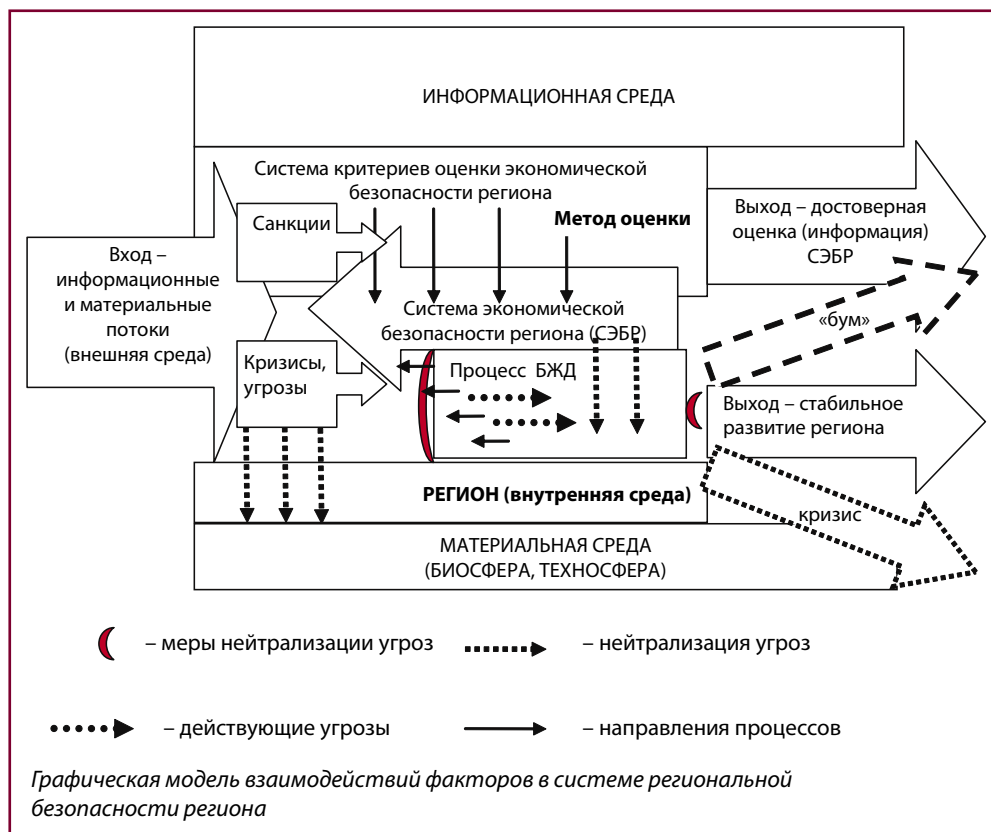 ИНФОРМАЦИОННАЯ СРЕДА
Система критериев оценки экономической
безопасности региона
Санкции
Метод оценки
Выход – достоверная
оценка (информация)
СЭБР
Вход –
информационные
и материальные
потоки
(внешняя среда)
Система экономической
безопасности региона (СЭБР)
«бум»
Кризисы,
угрозы
Процесс БЖД
Выход – стабильное
развитие региона
РЕГИОН (внутренняя среда)
кризис
МАТЕРИАЛЬНАЯ СРЕДА
(БИОСФЕРА, ТЕХНОСФЕРА)
– меры нейтрализации угроз
– нейтрализация угроз
– действующие угрозы
– направления процессов
Графическая модель взаимодействий факторов в системе региональной
безопасности региона